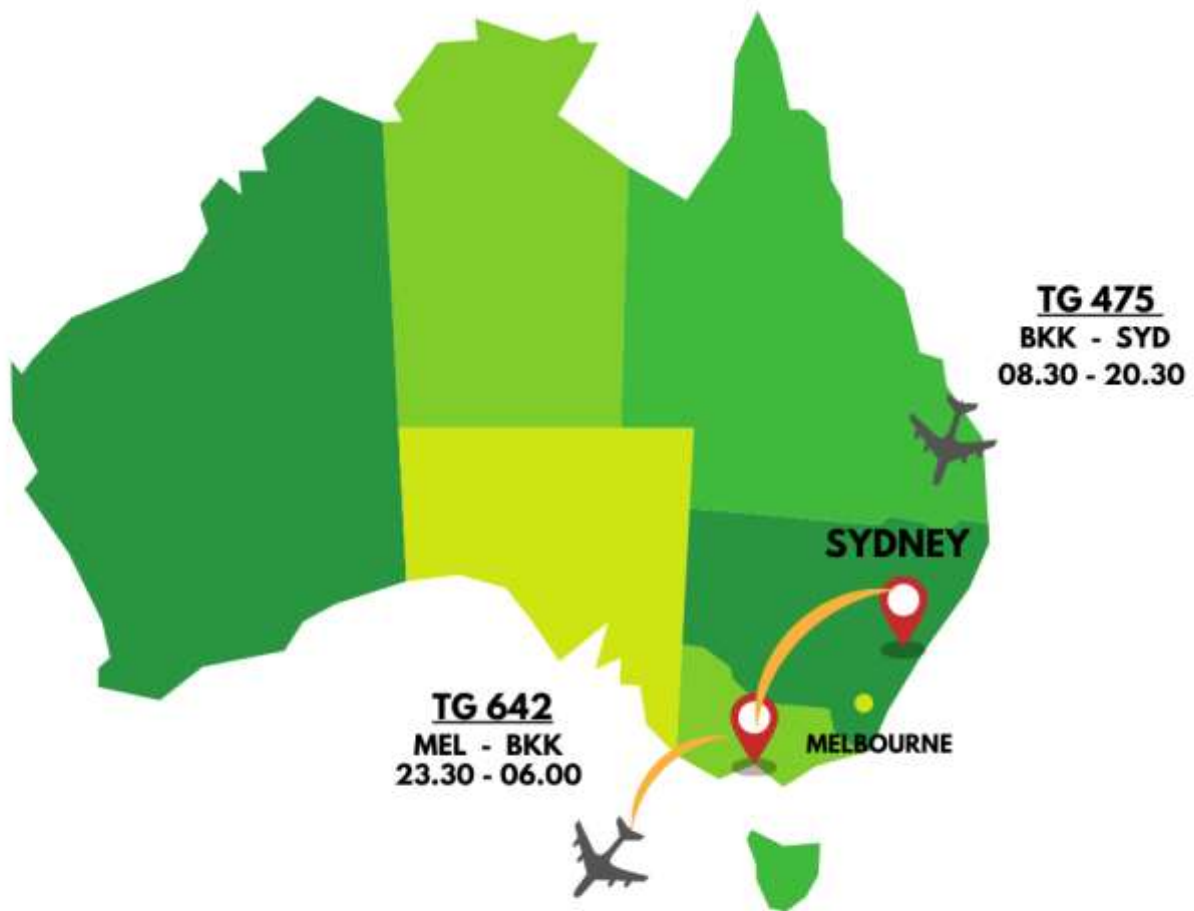 TG 475
BKK - SYD
08.30 - 20.30
SYDNEY
TG 642
MEL - BKK
23.30 - 06.00
MELBOURNE